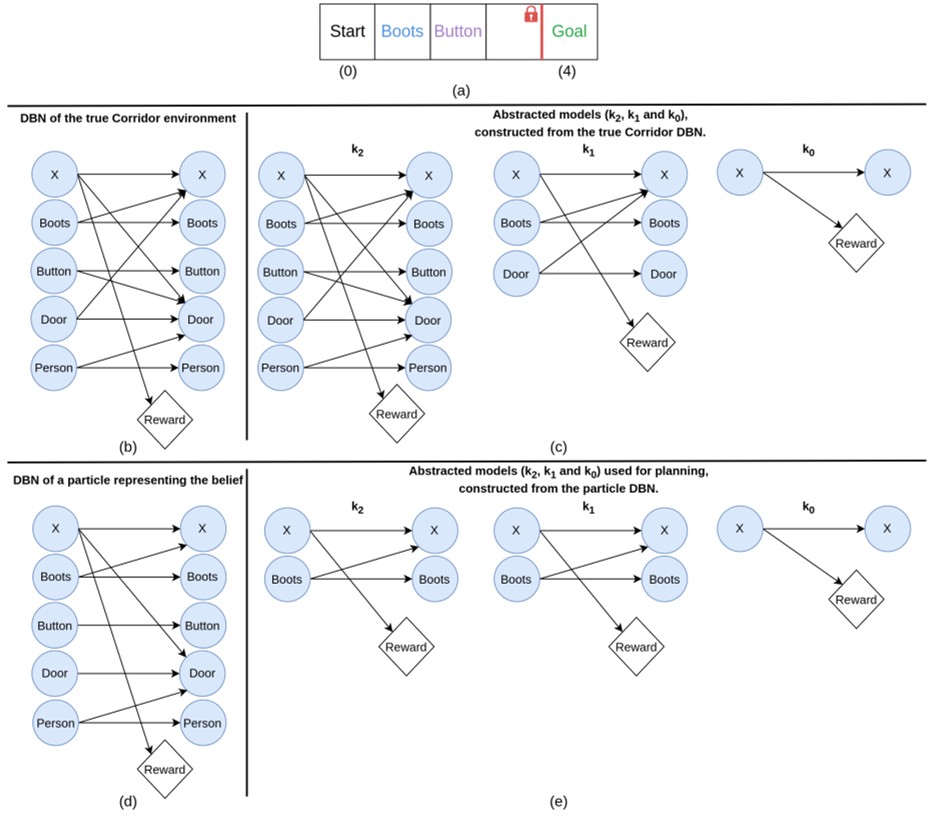 Start Boots Button Goal
(0) (4)
(a)
DBN of the true Corridor environment
Abstracted models (k2, k1 and k0),
constructed from the true Corridor DBN.
k2 k1 k0
X X
Boots Boots
Button Button
Door Door
Person Person
Reward
(b)
X X
Boots Boots
Button Button
Door Door
Person Person
Reward
X X
Boots Boots
Door Door
Reward
X X
Reward
(c)
DBN of a particle representing the belief
Abstracted models (k2, k1 and k0) used for planning,
constructed from the particle DBN.
k2 k1 k0
X X
Boots Boots
Button Button
Door Door
Person Person
Reward
(d)
X X
Boots Boots
Reward
X X
Boots Boots
Reward
X X
Reward
(e)